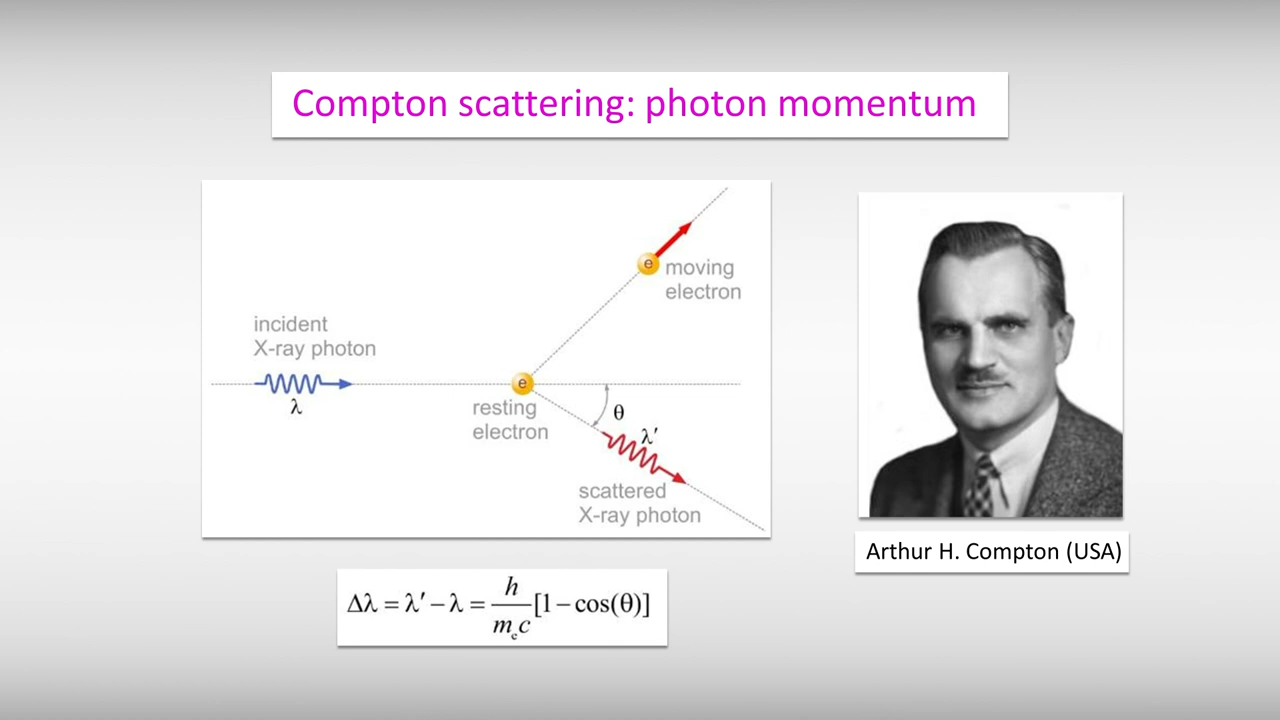 Compton scattering: photon momentum
e
moving
electron
incident
X-ray photon
λ
e
resting
electron
θ
λ′
scattered
X-ray photon
Arthur H. Compton (USA)
Δλ = λ′ − λ = h/(mₑc) [1 − cos(θ)]